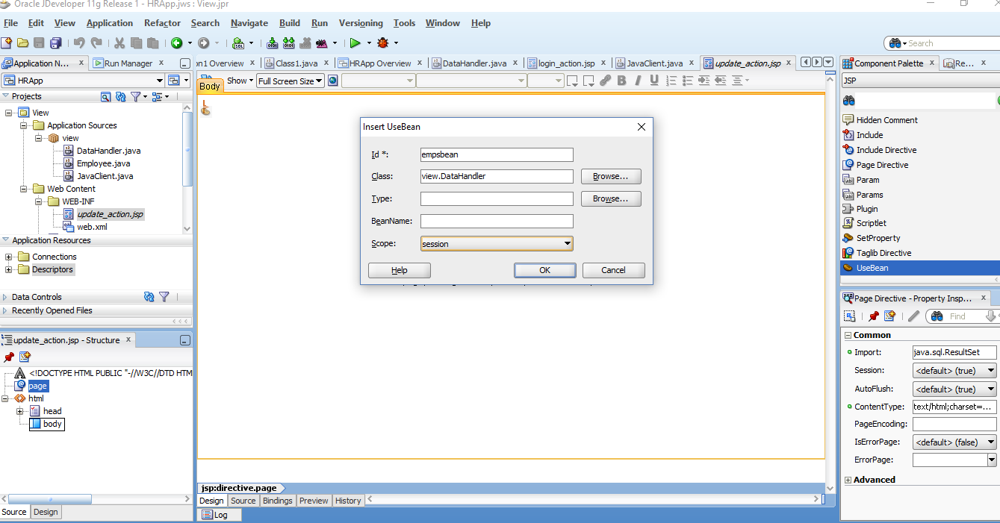 Oracle JDeveloper 11g Release 1 - HRApp.jws : View.jpr
File Edit View Application Refactor Search Navigate Build Run Versioning Tools Window Help
Search
Application N... x
Run Manager x
on1 Overview x
Class1.java x
HRApp Overview x
DataHandler.java x
login_action.jsp x
JavaClient.java x
update_action.jsp x
Component Palette x
Re... x
HRApp
Projects
View
Application Sources
view
DataHandler.java
Employee.java
JavaClient.java
Web Content
WEB-INF
update_action.jsp
web.xml
Application Resources
Connections
Descriptors
Data Controls
Recently Opened Files
update_action.jsp - Structure x
<!DOCTYPE HTML PUBLIC "-//W3C//DTD HTM
page
html
head
body
Source Design
Body
Show Full Screen Size
B I U
Insert UseBean
Id *: empsbean
Class: view.DataHandler Browse...
Type: Browse...
BeanName:
Scope: session
Help OK Cancel
jsp:directive.page
Design Source Bindings Preview History
Log
JSP
Hidden Comment
Include
Include Directive
Page Directive
Param
Params
Plugin
Scriptlet
SetProperty
Taglib Directive
UseBean
Page Directive - Property Insp... x
Find
Common
Import: java.sql.ResultSet
Session: <default> (true)
AutoFlush: <default> (true)
ContentType: text/html;charset=...
PageEncoding:
IsErrorPage: <default> (false)
ErrorPage:
Advanced